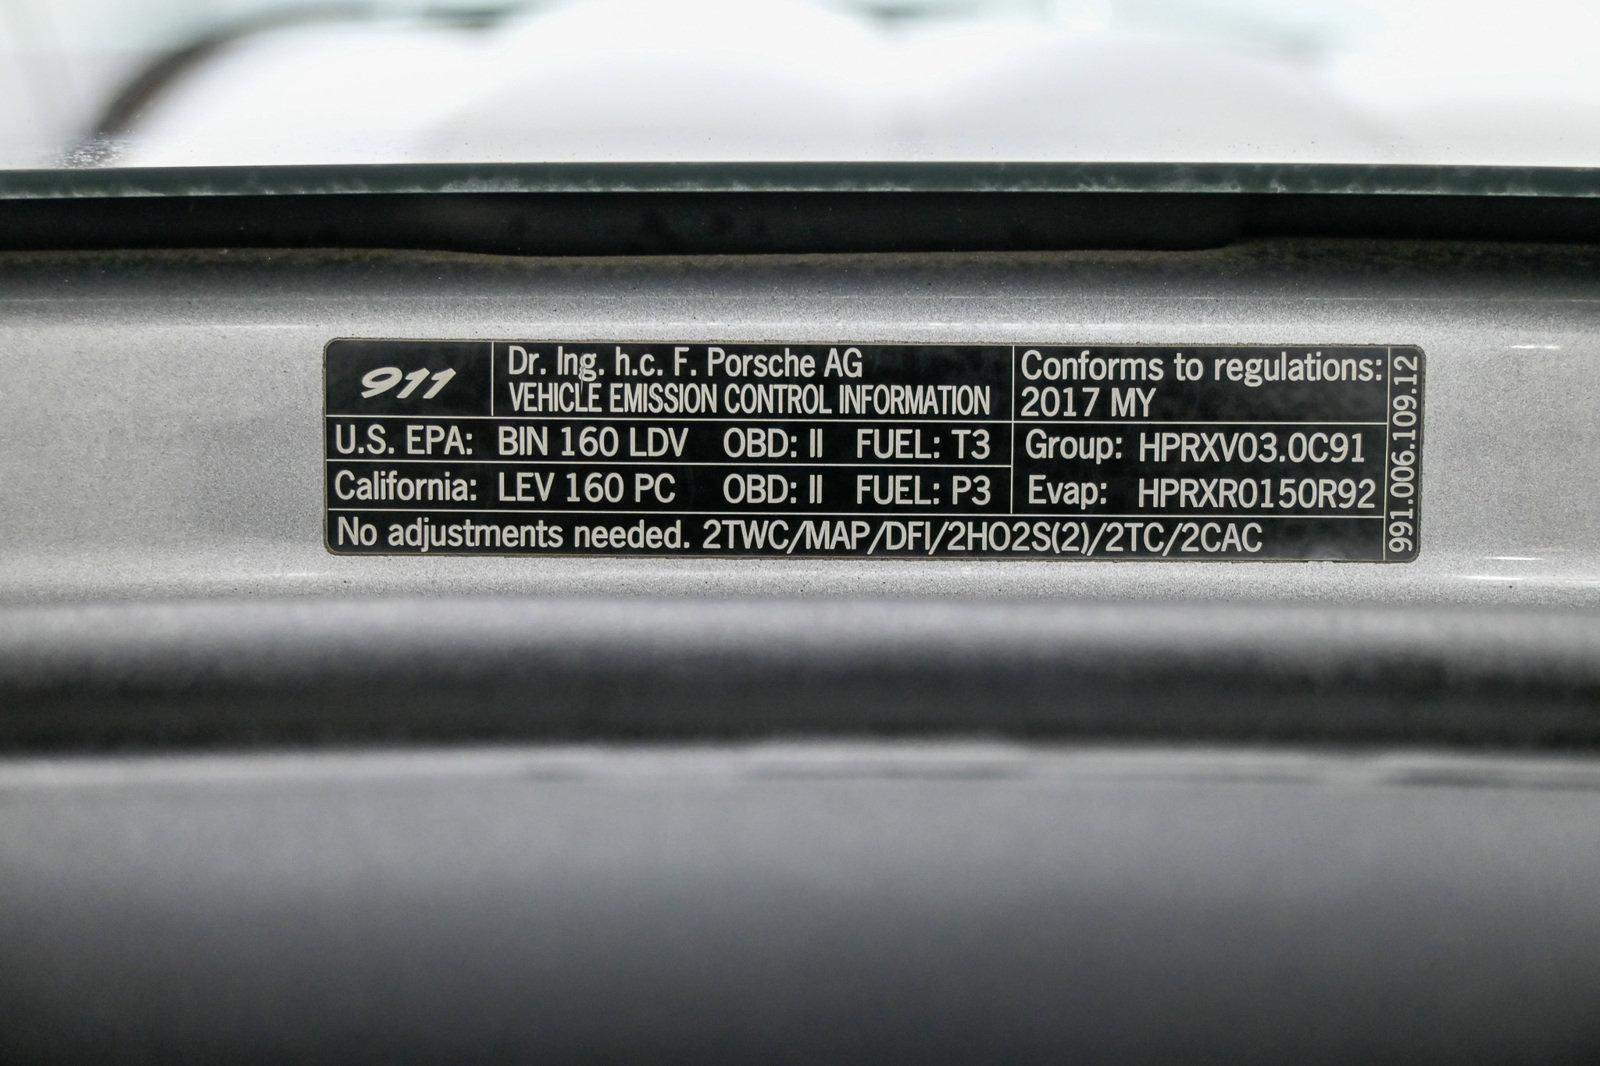 911
Dr. Ing. h.c. F. Porsche AG
VEHICLE EMISSION CONTROL INFORMATION
Conforms to regulations:
2017 MY
U.S. EPA: BIN 160 LDV OBD: II FUEL: T3
California: LEV 160 PC OBD: II FUEL: P3
Group: HPRXV03.0C91
Evap: HPRXR0150R92
No adjustments needed. 2TWC/MAP/DFI/2HO2S(2)/2TC/2CAC
991.006.109.12